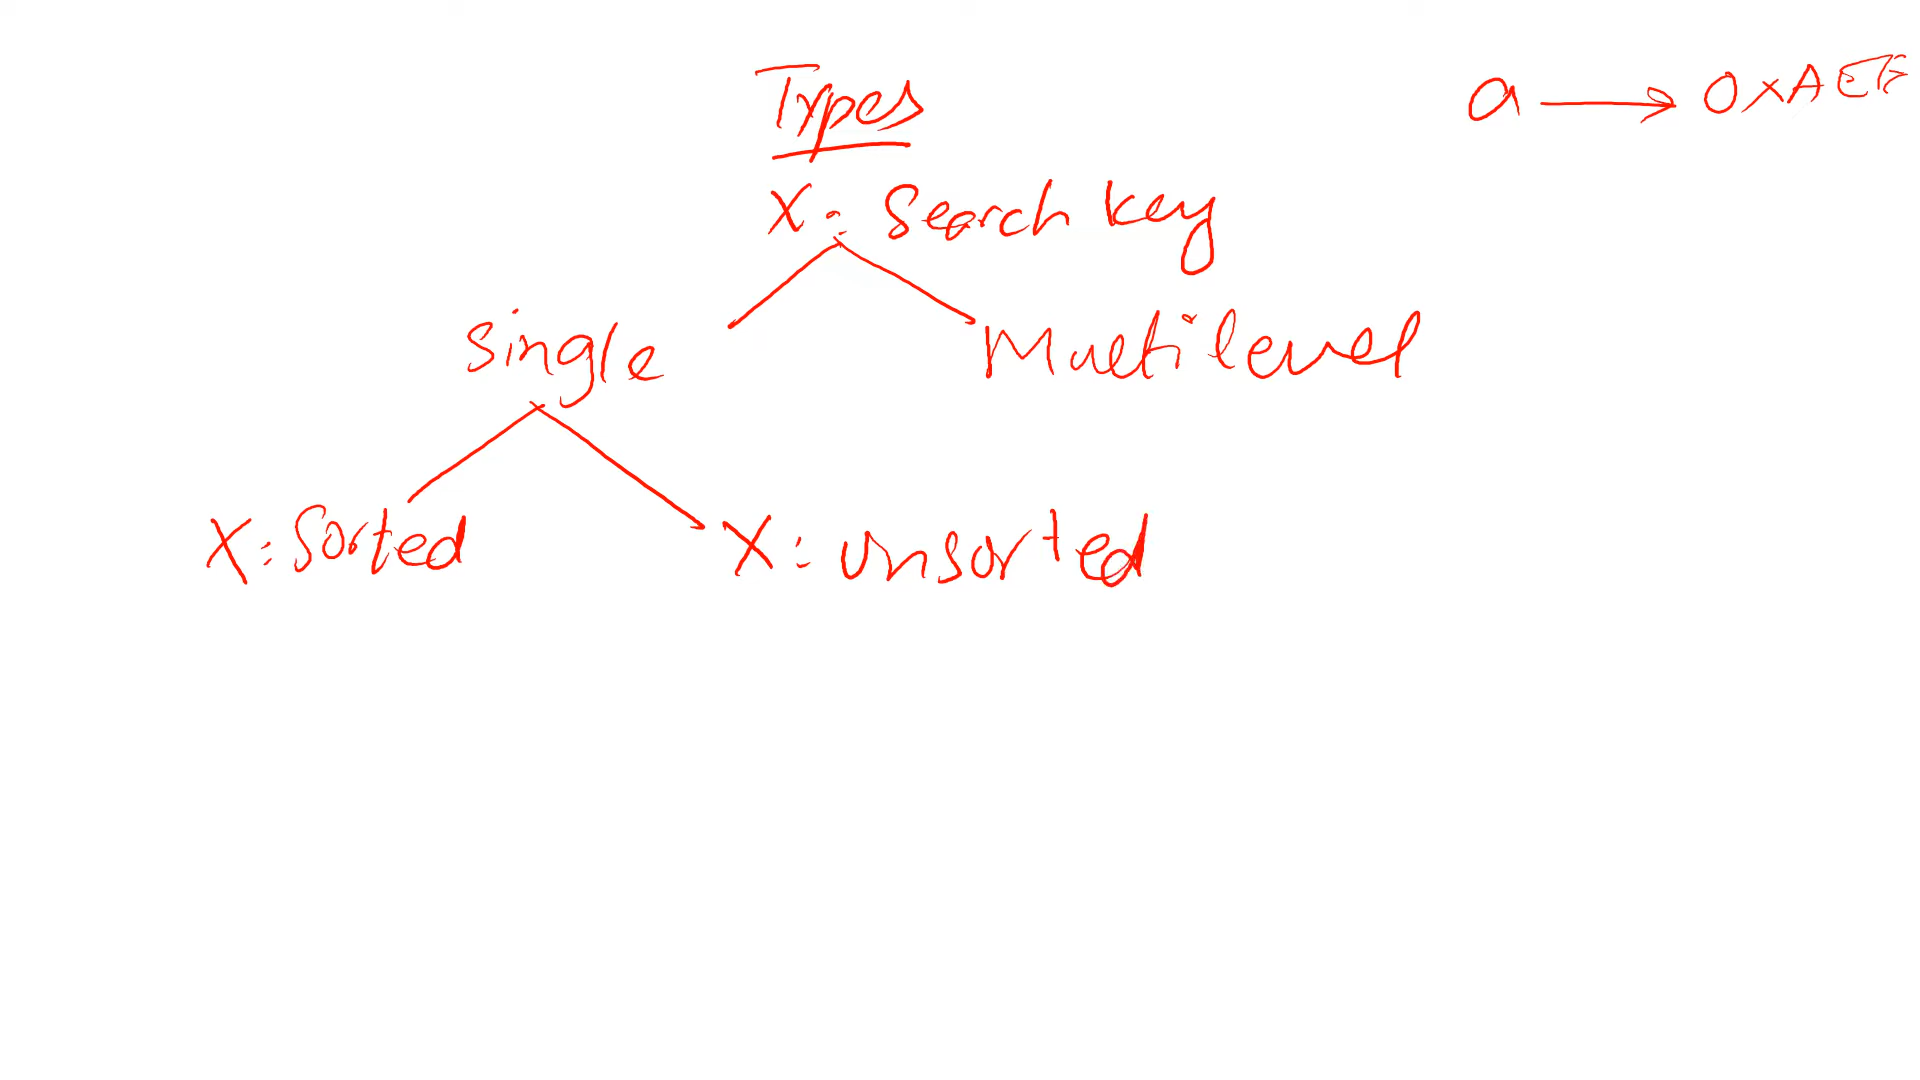 Types
a → 0xAEF
X: Search key
Single
Multilevel
X: Sorted
X: unsorted